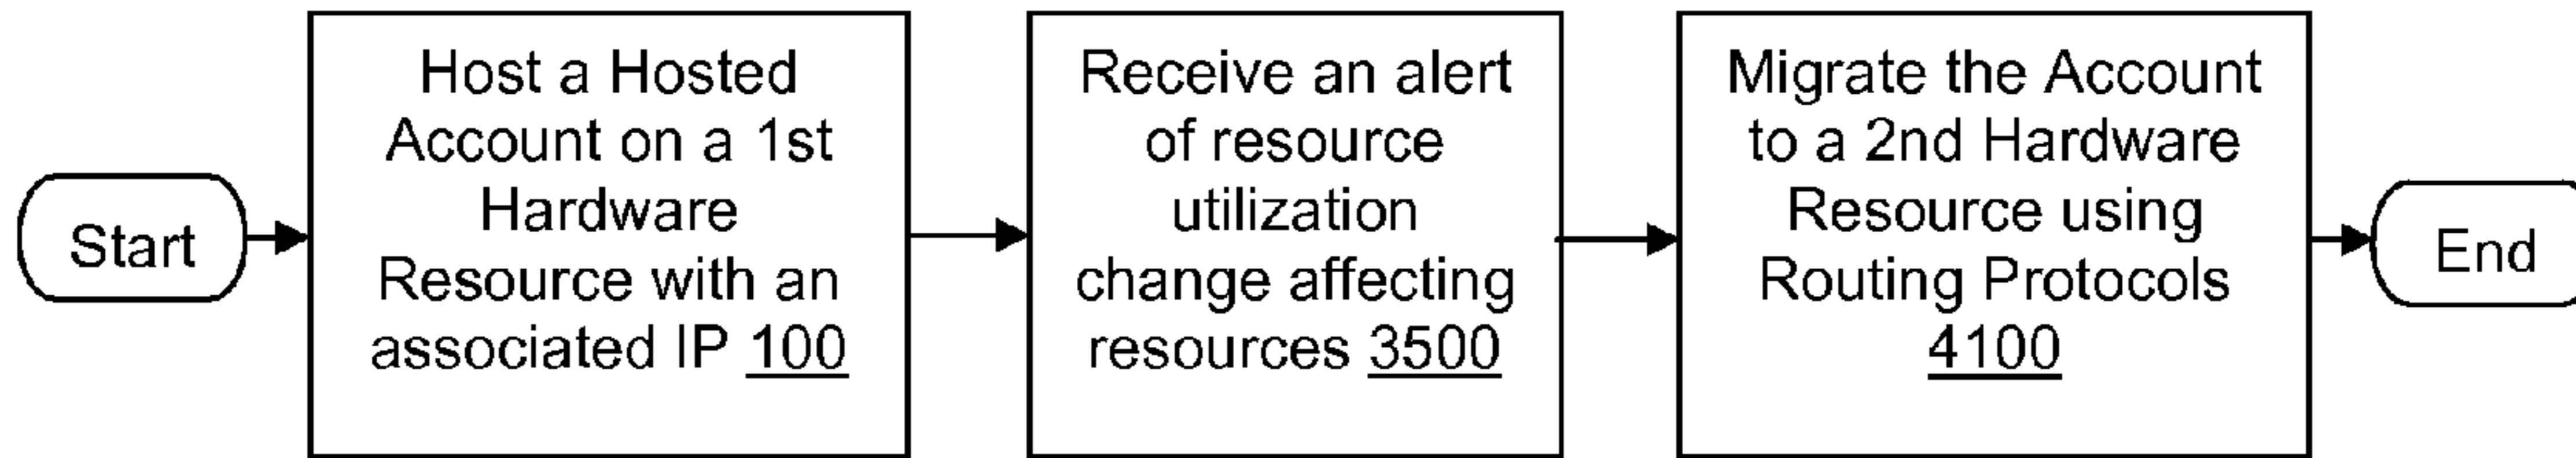 Start
Host a Hosted
Account on a 1st
Hardware
Resource with an
associated IP 100
Receive an alert
of resource
utilization
change affecting
resources 3500
Migrate the Account
to a 2nd Hardware
Resource using
Routing Protocols
4100
End